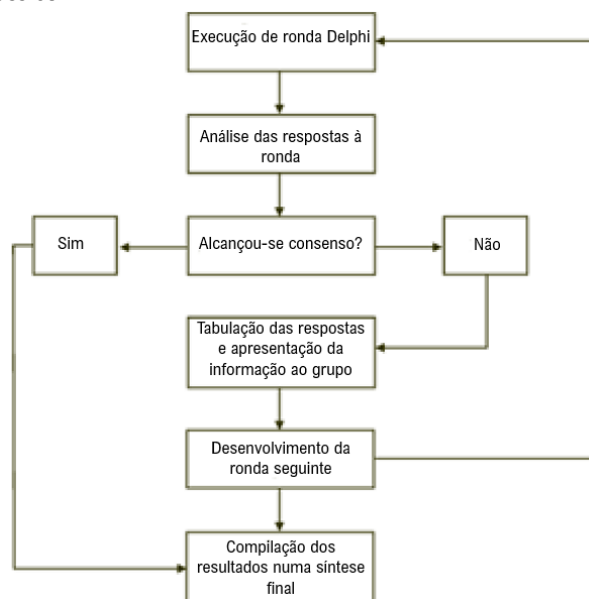 Execução de ronda Delphi
Análise das respostas à
ronda
Alcançou-se consenso?
Sim
Não
Tabulação das respostas
e apresentação da
informação ao grupo
Desenvolvimento da
ronda seguinte
Compilação dos
resultados numa síntese
final